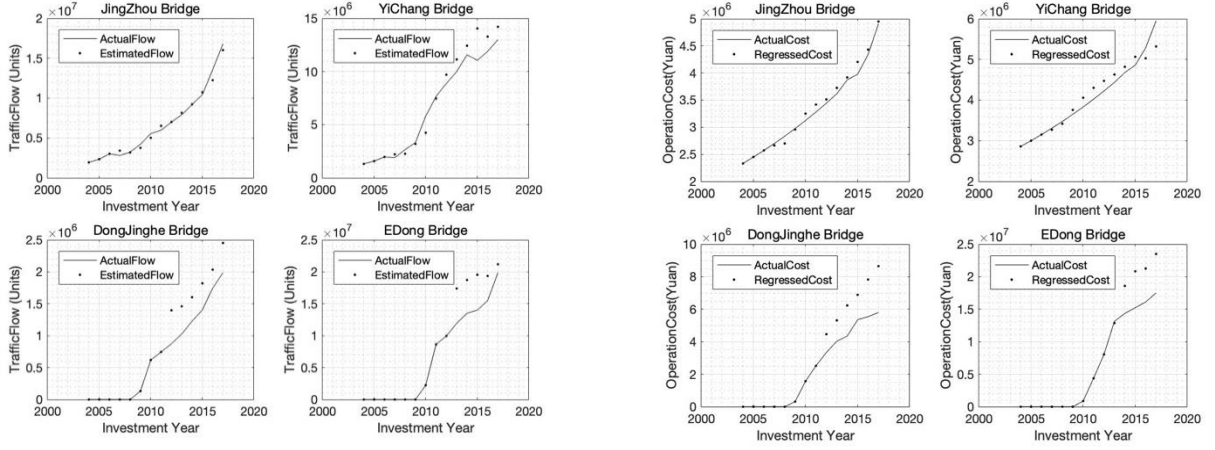 JingZhou Bridge
×10^7
2
1.5
1
0.5
0
2000 2005 2010 2015 2020
TrafficFlow (Units)
Investment Year
ActualFlow
EstimatedFlow
YiChang Bridge
×10^6
15
10
5
0
2000 2005 2010 2015 2020
TrafficFlow (Units)
Investment Year
ActualFlow
EstimatedFlow
JingZhou Bridge
×10^6
5
4.5
4
3.5
3
2.5
2
2000 2005 2010 2015 2020
OperationCost(Yuan)
Investment Year
ActualCost
RegressedCost
YiChang Bridge
×10^6
6
5
4
3
2
2000 2005 2010 2015 2020
OperationCost(Yuan)
Investment Year
ActualCost
RegressedCost
DongJinghe Bridge
×10^6
2.5
2
1.5
1
0.5
0
2000 2005 2010 2015 2020
TrafficFlow (Units)
Investment Year
ActualFlow
EstimatedFlow
EDong Bridge
×10^7
2.5
2
1.5
1
0.5
0
2000 2005 2010 2015 2020
TrafficFlow (Units)
Investment Year
ActualFlow
EstimatedFlow
DongJinghe Bridge
×10^6
10
8
6
4
2
0
2000 2005 2010 2015 2020
OperationCost(Yuan)
Investment Year
ActualCost
RegressedCost
EDong Bridge
×10^7
2.5
2
1.5
1
0.5
0
2000 2005 2010 2015 2020
OperationCost(Yuan)
Investment Year
ActualCost
RegressedCost